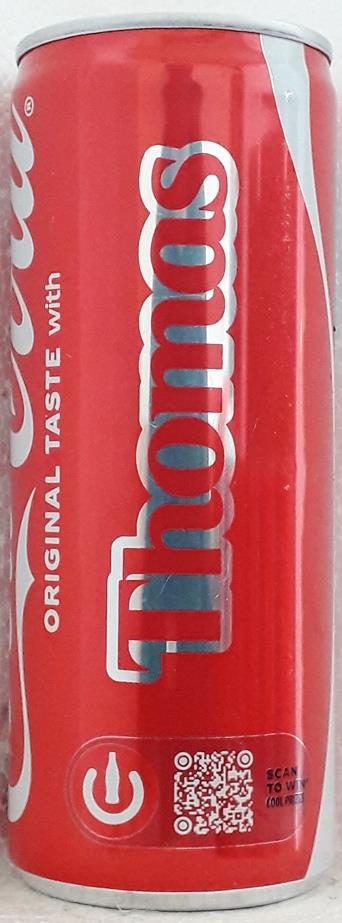 ORIGINAL TASTE with
Thomas
SCAN
TO WIN
COOL PRIZES